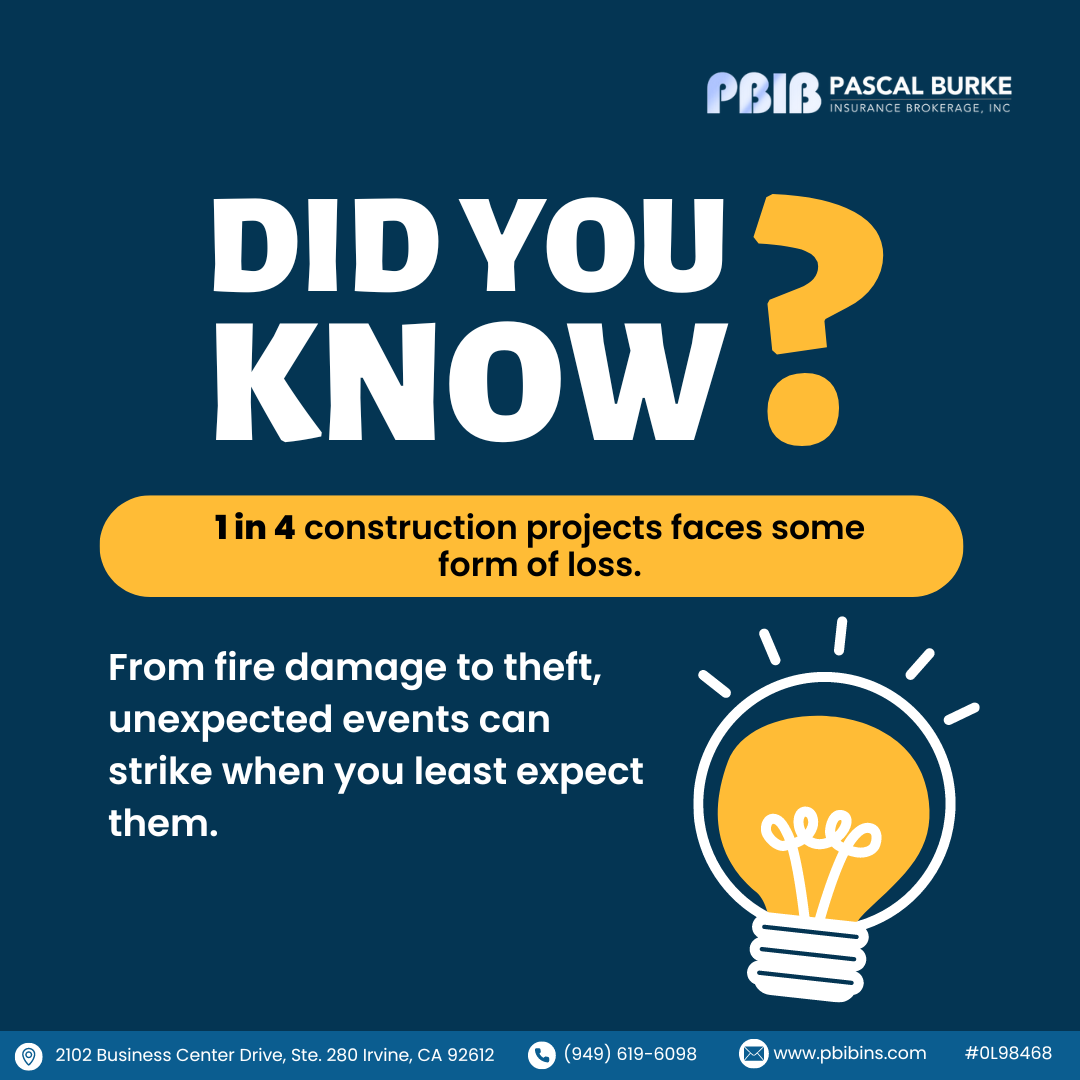 PBIB PASCAL BURKE
INSURANCE BROKERAGE, INC
DID YOU
KNOW?
1 in 4 construction projects faces some
form of loss.
From fire damage to theft,
unexpected events can
strike when you least expect
them.
2102 Business Center Drive, Ste. 280 Irvine, CA 92612 (949) 619-6098 www.pbibins.com #0L98468